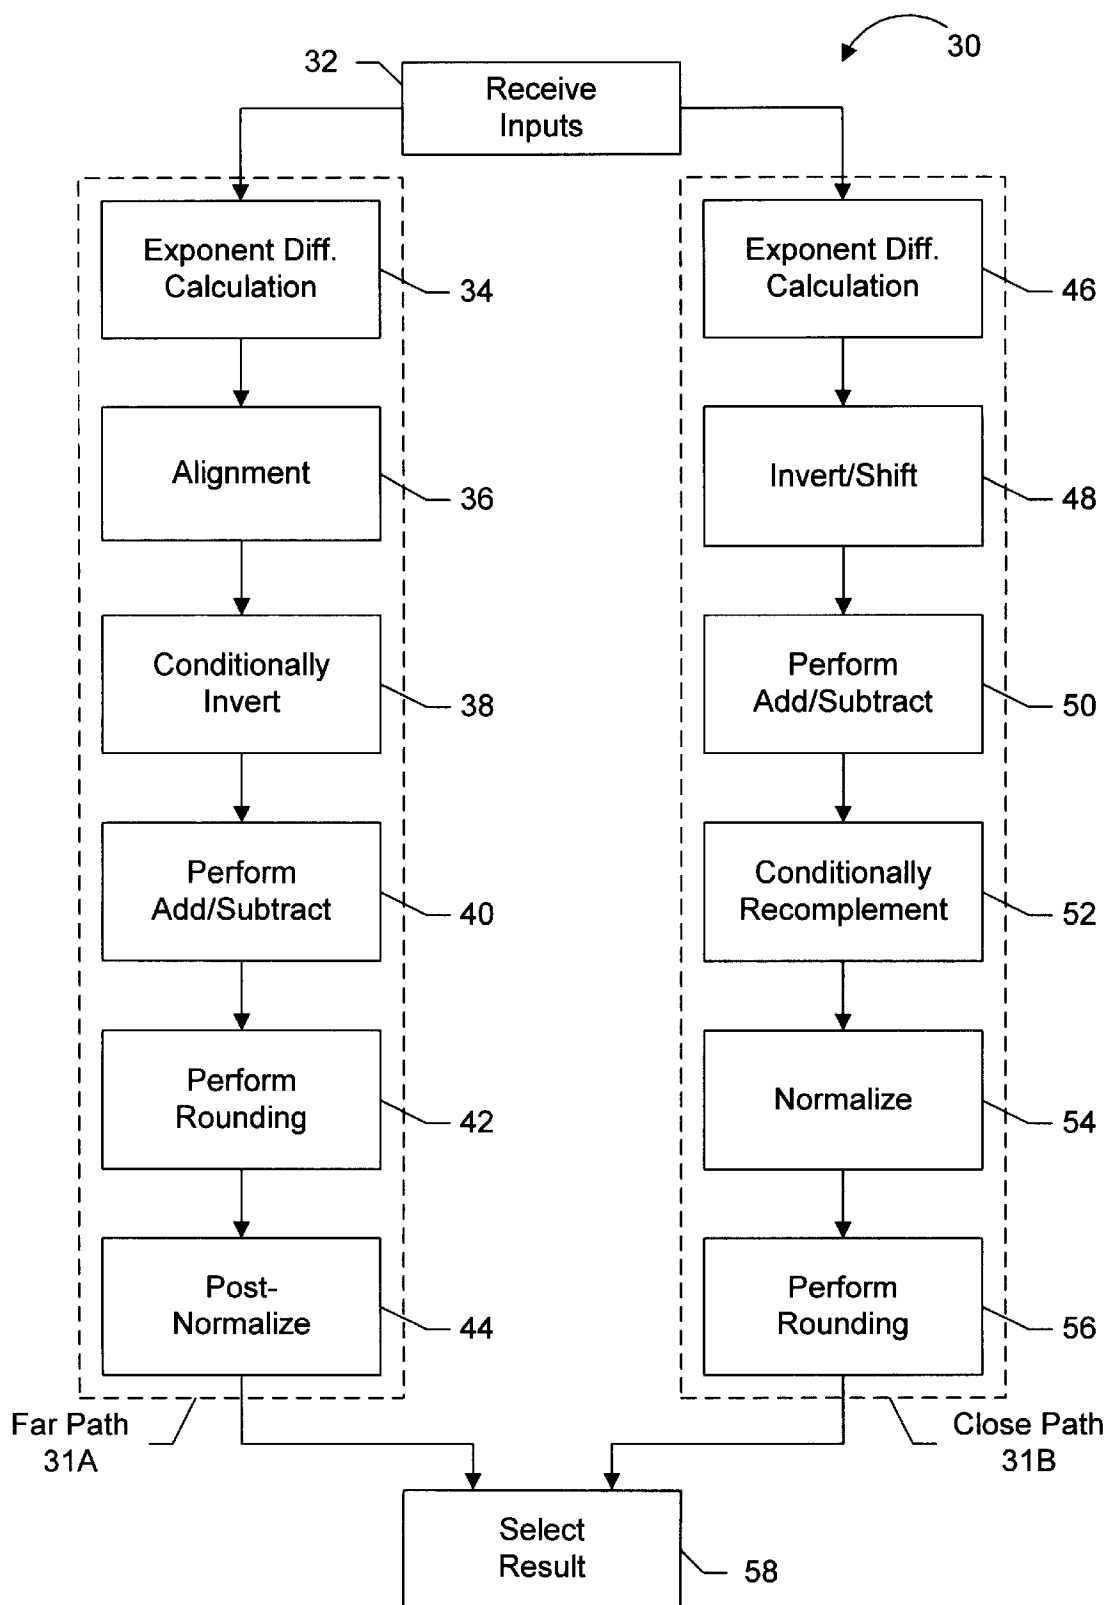 30
32
Receive
Inputs
Exponent Diff.
Calculation
34
Alignment
36
Conditionally
Invert
38
Perform
Add/Subtract
40
Perform
Rounding
42
Post-
Normalize
44
Far Path
31A
Exponent Diff.
Calculation
46
Invert/Shift
48
Perform
Add/Subtract
50
Conditionally
Recomplement
52
Normalize
54
Perform
Rounding
56
Close Path
31B
Select
Result
58